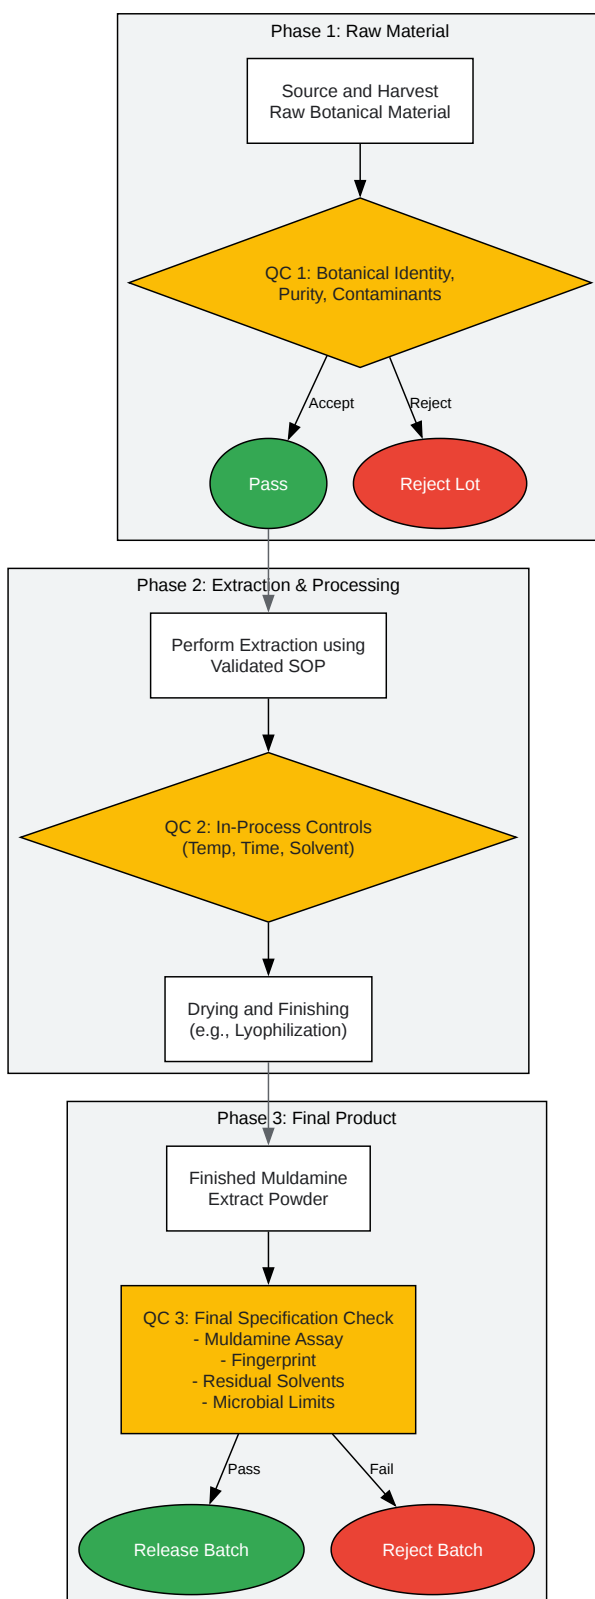 Phase 1: Raw Material
Source and Harvest
Raw Botanical Material
QC 1: Botanical Identity,
Purity, Contaminants
Accept
Reject
Pass
Reject Lot
Phase 2: Extraction & Processing
Perform Extraction using
Validated SOP
QC 2: In-Process Controls
(Temp, Time, Solvent)
Drying and Finishing
(e.g., Lyophilization)
Phase 3: Final Product
Finished Muldamine
Extract Powder
QC 3: Final Specification Check
- Muldamine Assay
- Fingerprint
- Residual Solvents
- Microbial Limits
Pass
Fail
Release Batch
Reject Batch